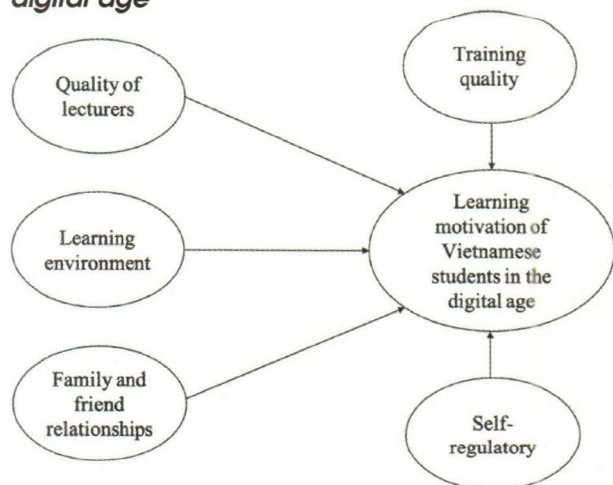 digital age
Quality of
lecturers
Training
quality
Learning
environment
Learning
motivation of
Vietnamese
students in the
digital age
Family and
friend
relationships
Self-
regulatory